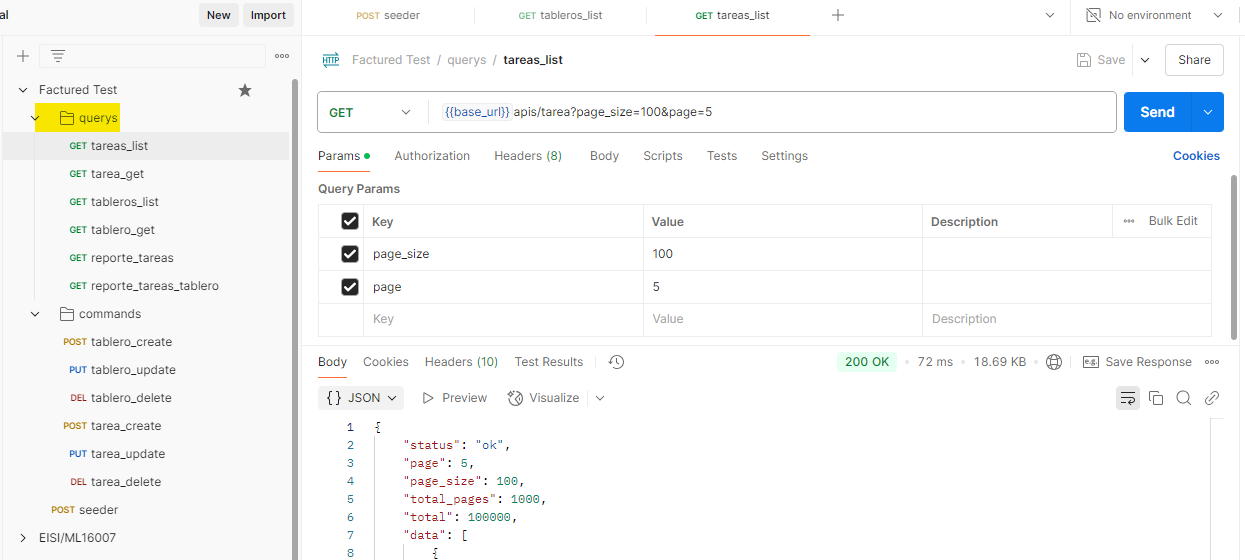 al
New Import
POST seeder GET tableros_list GET tareas_list No environment
HTTP Factured Test / querys / tareas_list Save Share
Factured Test
querys
GET tareas_list
GET tarea_get
GET tableros_list
GET tablero_get
GET reporte_tareas
GET reporte_tareas_tablero
commands
POST tablero_create
PUT tablero_update
DEL tablero_delete
POST tarea_create
PUT tarea_update
DEL tarea_delete
POST seeder
EISI/ML16007
GET {{base_url}} apis/tarea?page_size=100&page=5 Send
Params Authorization Headers (8) Body Scripts Tests Settings Cookies
Query Params
Key Value Description Bulk Edit
page_size 100
page 5
Key Value Description
Body Cookies Headers (10) Test Results 200 OK 72 ms 18.69 KB e.g. Save Response
{} JSON Preview Visualize
1 {
2 "status": "ok",
3 "page": 5,
4 "page_size": 100,
5 "total_pages": 1000,
6 "total": 100000,
7 "data": [
8 {